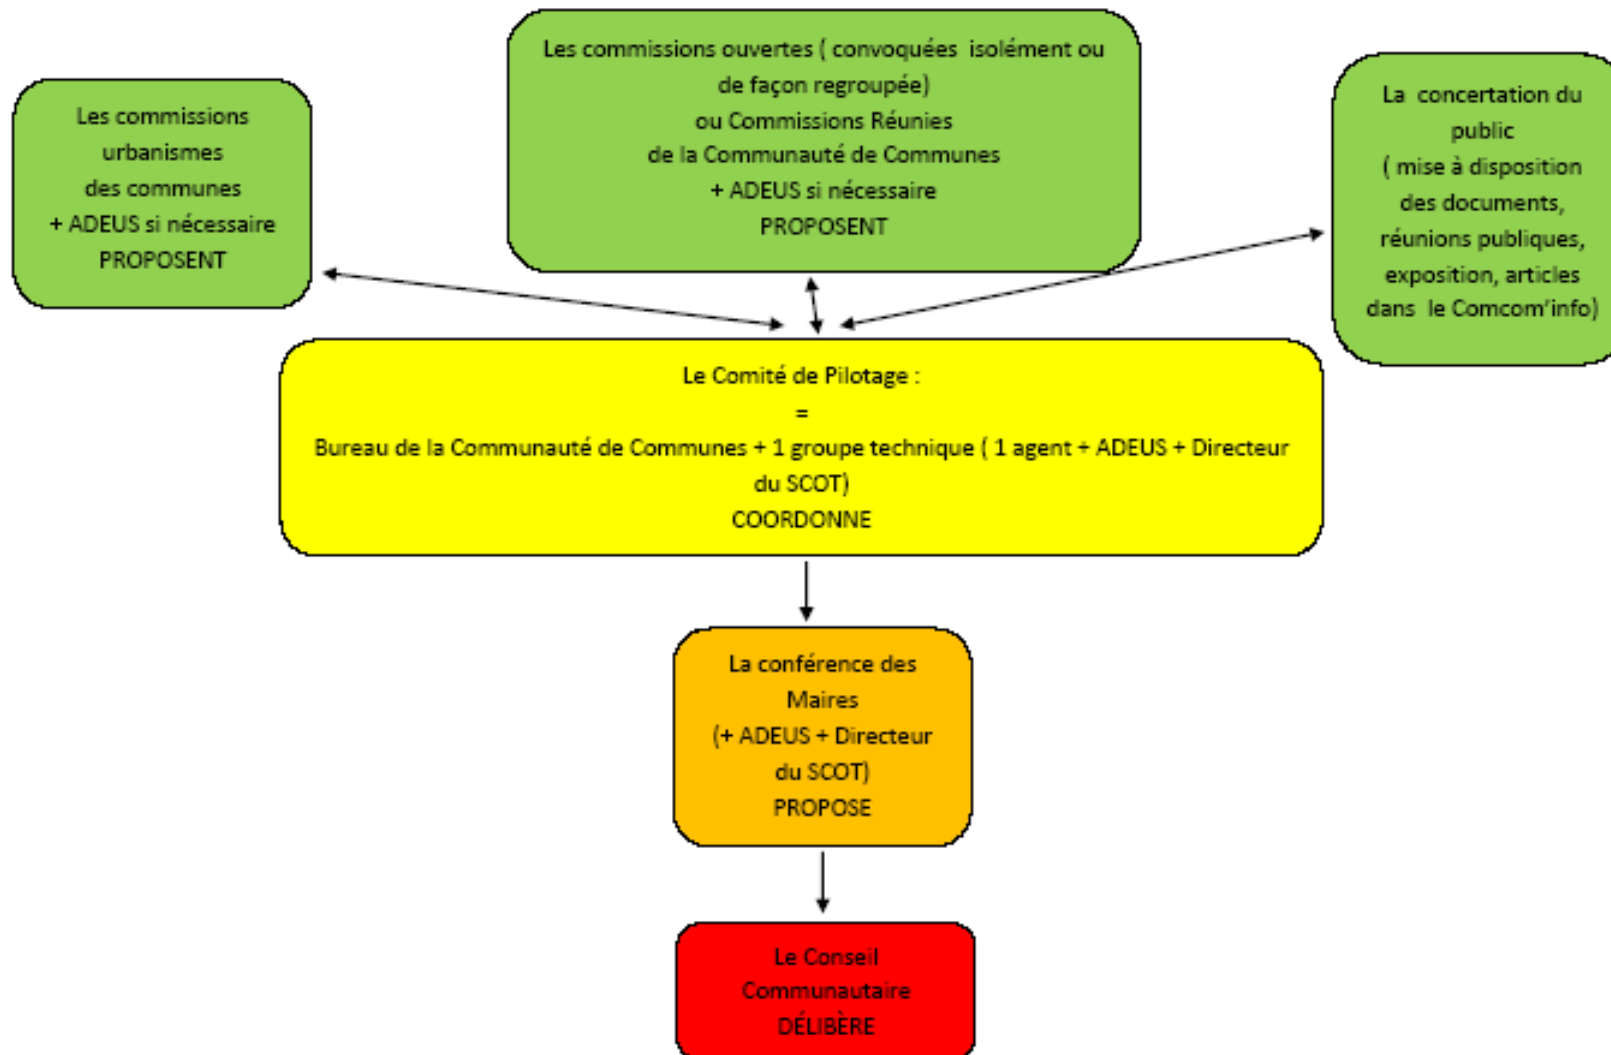 Les commissions
urbanismes
des communes
+ ADEUS si nécessaire
PROPOSENT
Les commissions ouvertes ( convoquées isolément ou
de façon regroupée)
ou Commissions Réunies
de la Communauté de Communes
+ ADEUS si nécessaire
PROPOSENT
La concertation du
public
( mise à disposition
des documents,
réunions publiques,
exposition, articles
dans le Comcom'info)
Le Comité de Pilotage :
=
Bureau de la Communauté de Communes + 1 groupe technique ( 1 agent + ADEUS + Directeur
du SCOT)
COORDONNE
La conférence des
Maires
(+ ADEUS + Directeur
du SCOT)
PROPOSE
Le Conseil
Communautaire
DÉLIBÈRE